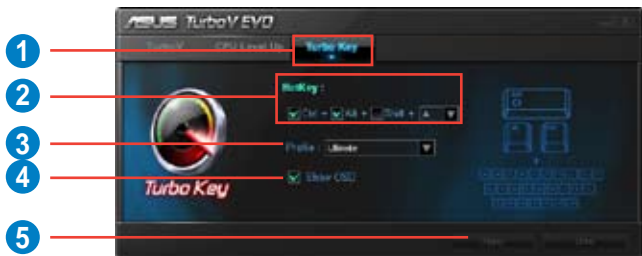 ASUS TurboV EVO
TurboV CPU Level Up Turbo Key
1
HotKey :
2
Ctrl + Alt + Shift + A
3
Profile : Ultimate
4
Show OSD
Turbo Key
5